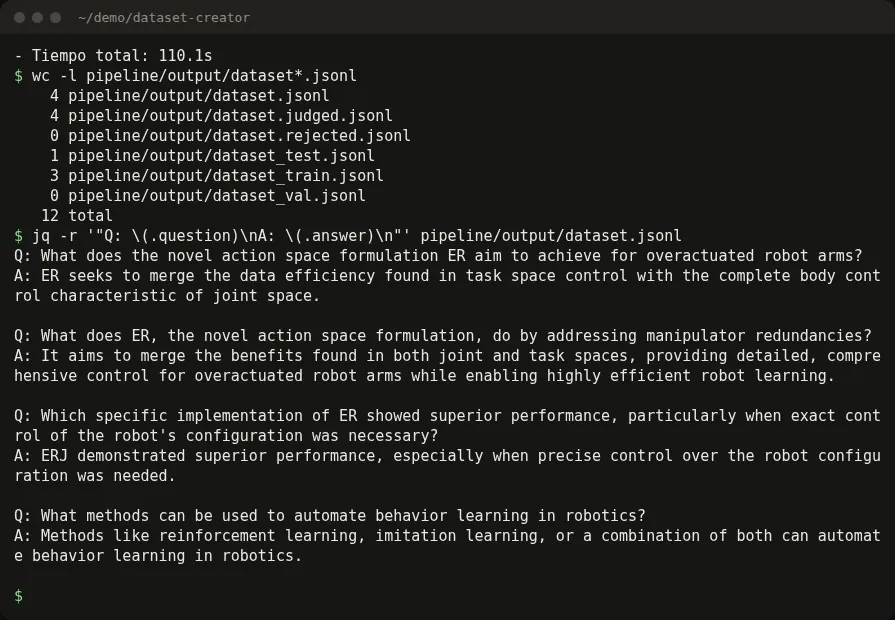 ~/demo/dataset-creator
- Tiempo total: 110.1s
$ wc -l pipeline/output/dataset*.jsonl
    4 pipeline/output/dataset.jsonl
    4 pipeline/output/dataset.judged.jsonl
    0 pipeline/output/dataset.rejected.jsonl
    1 pipeline/output/dataset_test.jsonl
    3 pipeline/output/dataset_train.jsonl
    0 pipeline/output/dataset_val.jsonl
   12 total
$ jq -r '"Q: \(.question)\nA: \(.answer)\n"' pipeline/output/dataset.jsonl
Q: What does the novel action space formulation ER aim to achieve for overactuated robot arms?
A: ER seeks to merge the data efficiency found in task space control with the complete body cont
rol characteristic of joint space.

Q: What does ER, the novel action space formulation, do by addressing manipulator redundancies?
A: It aims to merge the benefits found in both joint and task spaces, providing detailed, compre
hensive control for overactuated robot arms while enabling highly efficient robot learning.

Q: Which specific implementation of ER showed superior performance, particularly when exact cont
rol of the robot's configuration was necessary?
A: ERJ demonstrated superior performance, especially when precise control over the robot configu
ration was needed.

Q: What methods can be used to automate behavior learning in robotics?
A: Methods like reinforcement learning, imitation learning, or a combination of both can automat
e behavior learning in robotics.

$